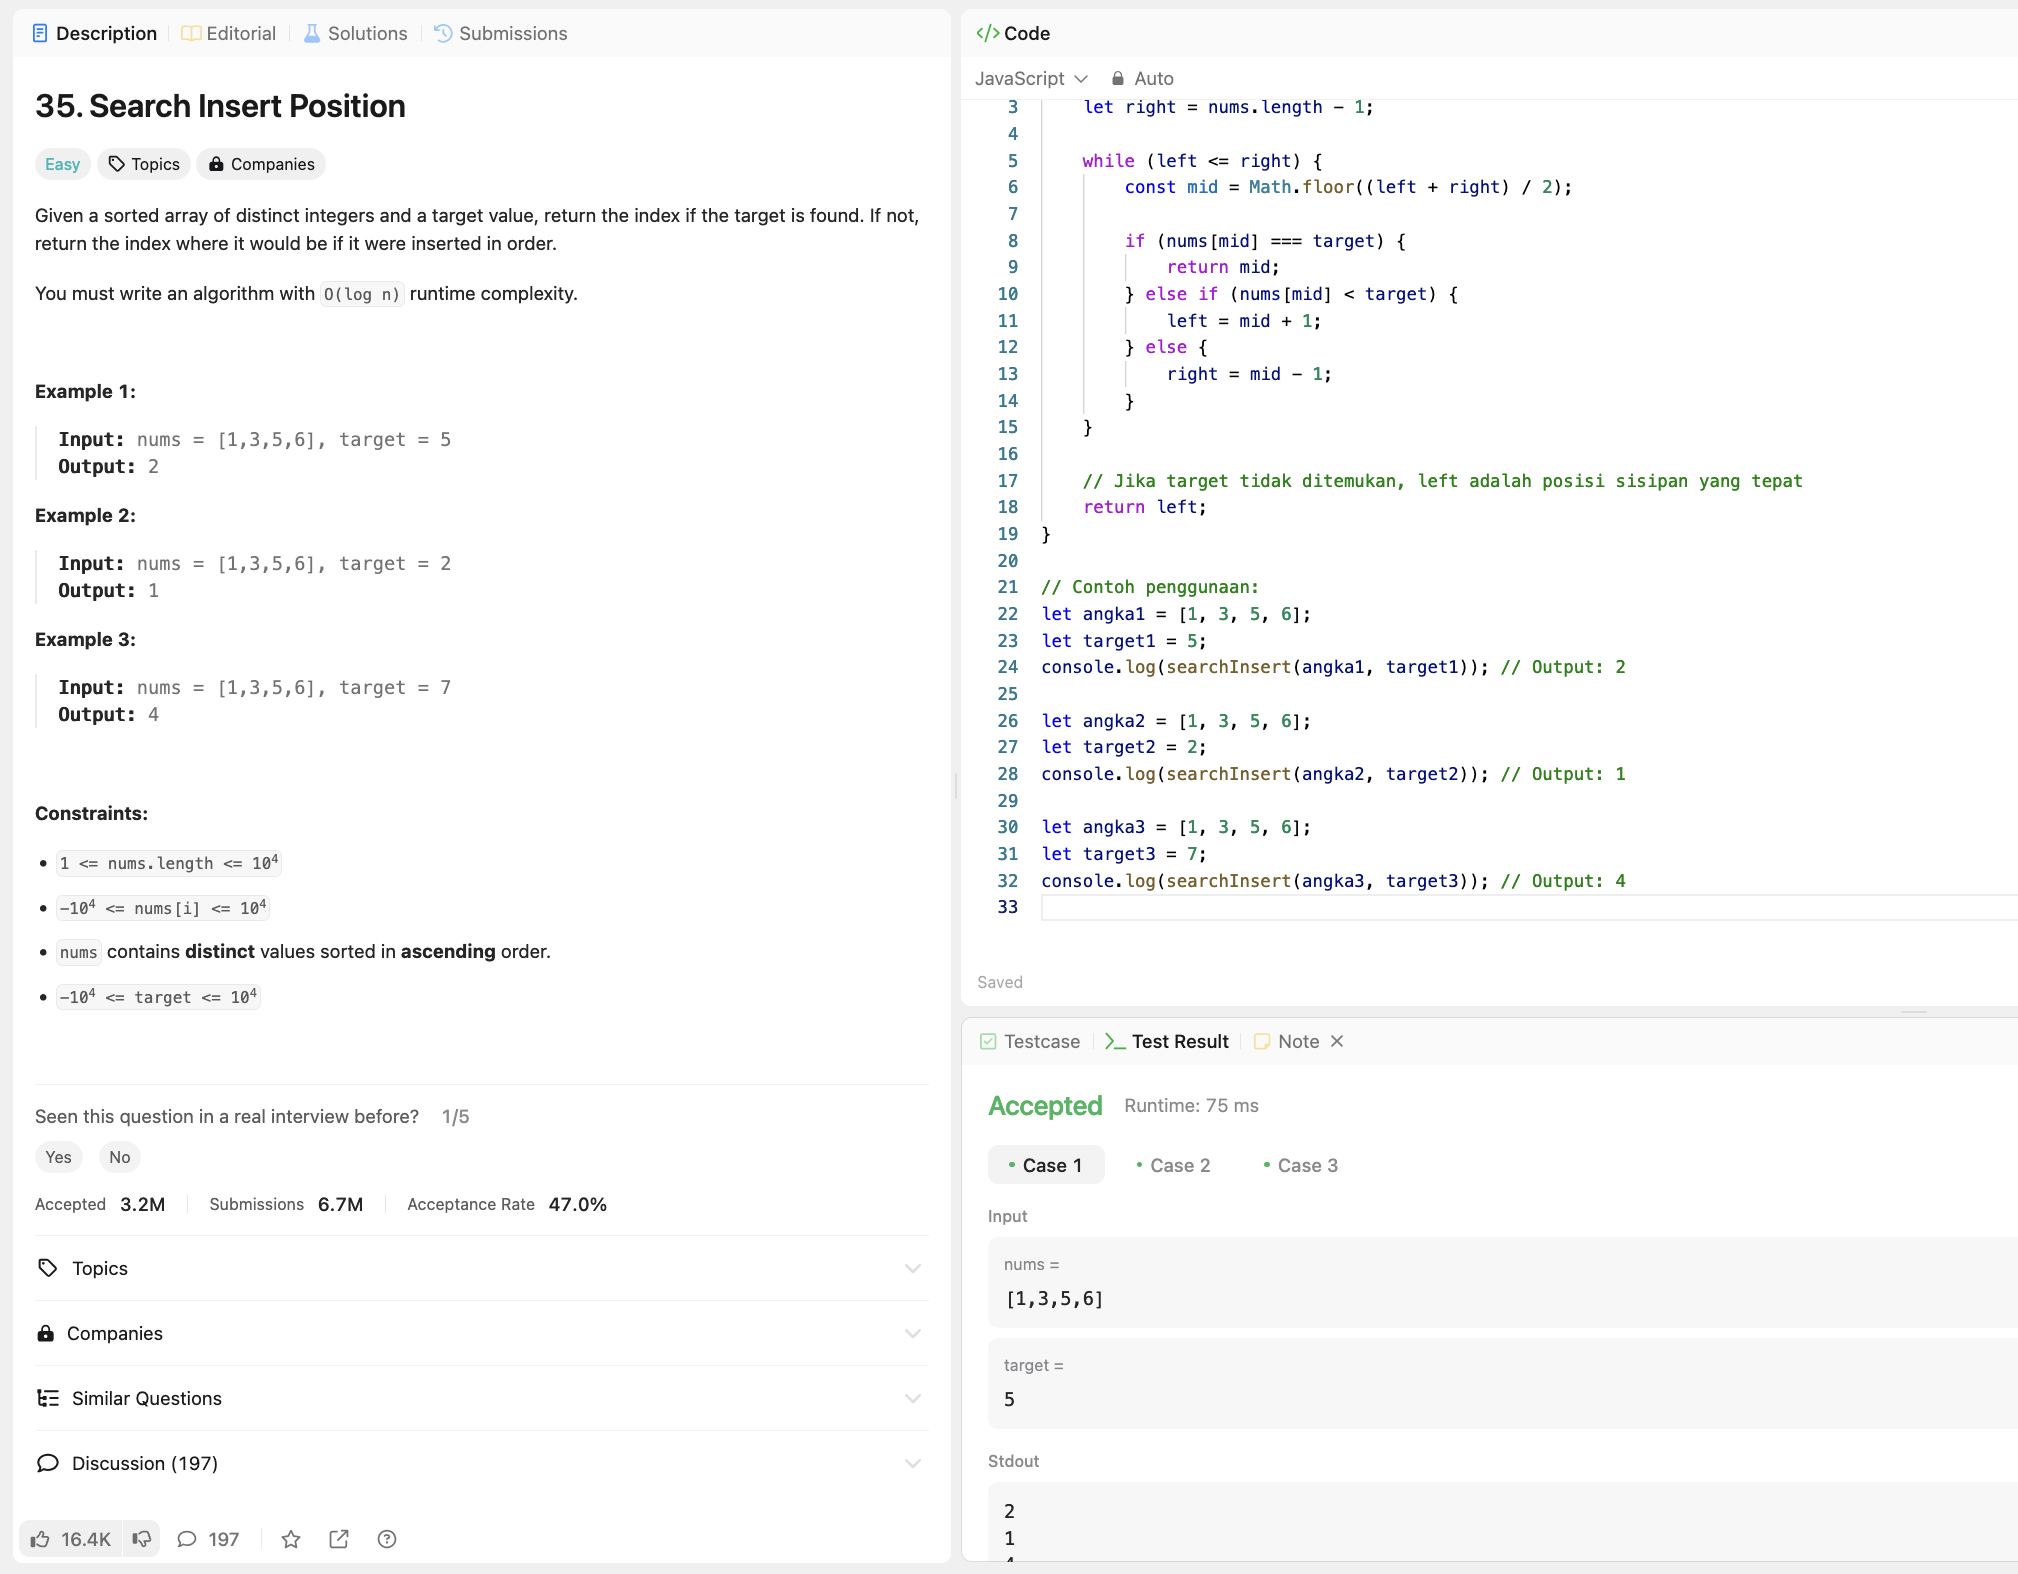 Description
Editorial
Solutions
Submissions
35. Search Insert Position
Easy
Topics
Companies
Given a sorted array of distinct integers and a target value, return the index if the target is found. If not,
return the index where it would be if it were inserted in order.
You must write an algorithm with O(log n) runtime complexity.
Example 1:
Input: nums = [1,3,5,6], target = 5
Output: 2
Example 2:
Input: nums = [1,3,5,6], target = 2
Output: 1
Example 3:
Input: nums = [1,3,5,6], target = 7
Output: 4
Constraints:
• 1 <= nums.length <= 10⁴
• -10⁴ <= nums[i] <= 10⁴
• nums contains distinct values sorted in ascending order.
• -10⁴ <= target <= 10⁴
Seen this question in a real interview before? 1/5
Yes No
Accepted 3.2M Submissions 6.7M Acceptance Rate 47.0%
Topics
Companies
Similar Questions
Discussion (197)
16.4K 197
</> Code
JavaScript Auto
3 let right = nums.length - 1;
4
5 while (left <= right) {
6 const mid = Math.floor((left + right) / 2);
7
8 if (nums[mid] === target) {
9 return mid;
10 } else if (nums[mid] < target) {
11 left = mid + 1;
12 } else {
13 right = mid - 1;
14 }
15 }
16
17 // Jika target tidak ditemukan, left adalah posisi sisipan yang tepat
18 return left;
19 }
20
21 // Contoh penggunaan:
22 let angka1 = [1, 3, 5, 6];
23 let target1 = 5;
24 console.log(searchInsert(angka1, target1)); // Output: 2
25
26 let angka2 = [1, 3, 5, 6];
27 let target2 = 2;
28 console.log(searchInsert(angka2, target2)); // Output: 1
29
30 let angka3 = [1, 3, 5, 6];
31 let target3 = 7;
32 console.log(searchInsert(angka3, target3)); // Output: 4
33
Saved
Testcase
>_ Test Result
Note ×
Accepted Runtime: 75 ms
• Case 1 • Case 2 • Case 3
Input
nums =
[1,3,5,6]
target =
5
Stdout
2
1